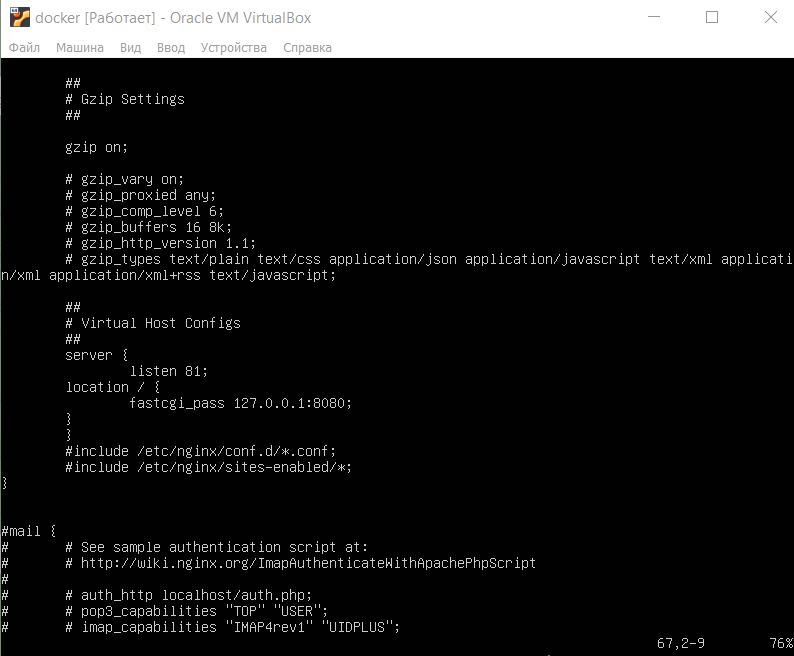 docker [Работает] - Oracle VM VirtualBox
Файл Машина Вид Ввод Устройства Справка
##
# Gzip Settings
##
gzip on;
# gzip_vary on;
# gzip_proxied any;
# gzip_comp_level 6;
# gzip_buffers 16 8k;
# gzip_http_version 1.1;
# gzip_types text/plain text/css application/json application/javascript text/xml applicati
n/xml application/xml+rss text/javascript;
##
# Virtual Host Configs
##
server {
listen 81;
location / {
fastcgi_pass 127.0.0.1:8080;
}
}
#include /etc/nginx/conf.d/*.conf;
#include /etc/nginx/sites-enabled/*;
}
#mail {
# # See sample authentication script at:
# # http://wiki.nginx.org/ImapAuthenticateWithApachePhpScript
#
# # auth_http localhost/auth.php;
# # pop3_capabilities "TOP" "USER";
# # imap_capabilities "IMAP4rev1" "UIDPLUS";
67,2-9 76%